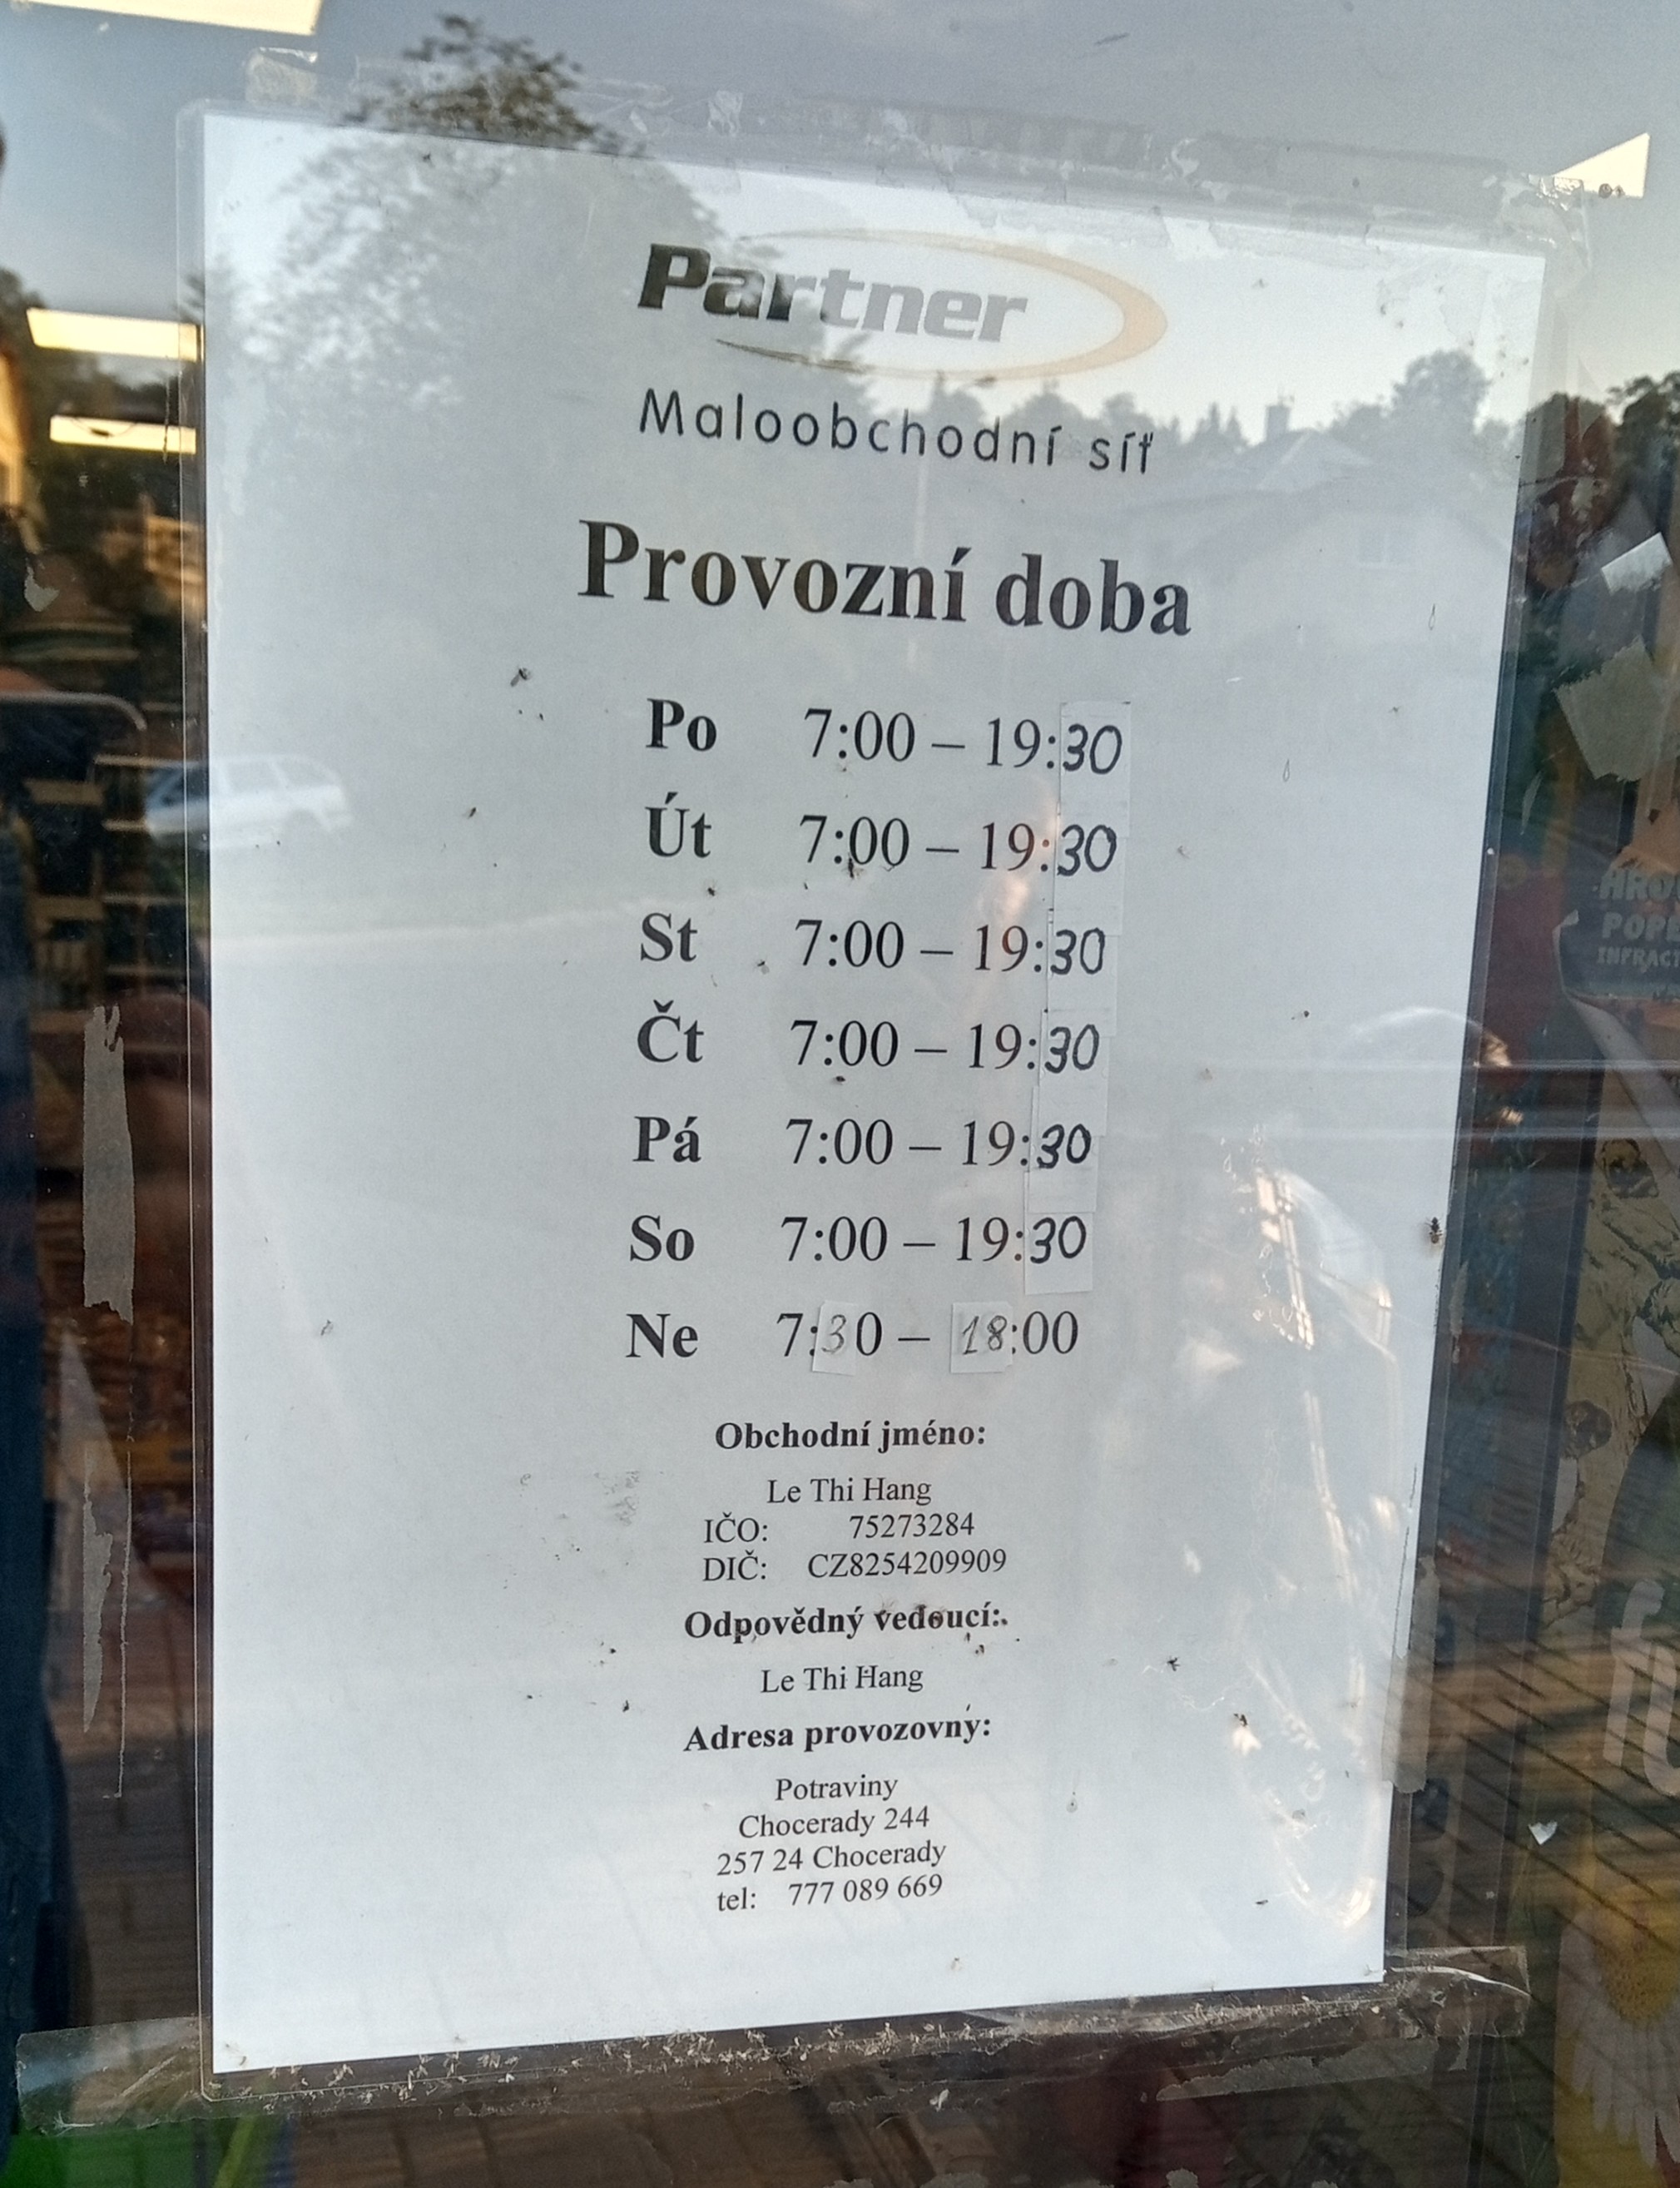 Partner
Maloobchodní síť
Provozní doba
Po 7:00 – 19:30
Út 7:00 – 19:30
St 7:00 – 19:30
Čt 7:00 – 19:30
Pá 7:00 – 19:30
So 7:00 – 19:30
Ne 7:30 – 18:00
Obchodní jméno:
Le Thi Hang
IČO: 75273284
DIČ: CZ8254209909
Odpovědný vedoucí:
Le Thi Hang
Adresa provozovny:
Potraviny
Chocerady 244
257 24 Chocerady
tel: 777 089 669